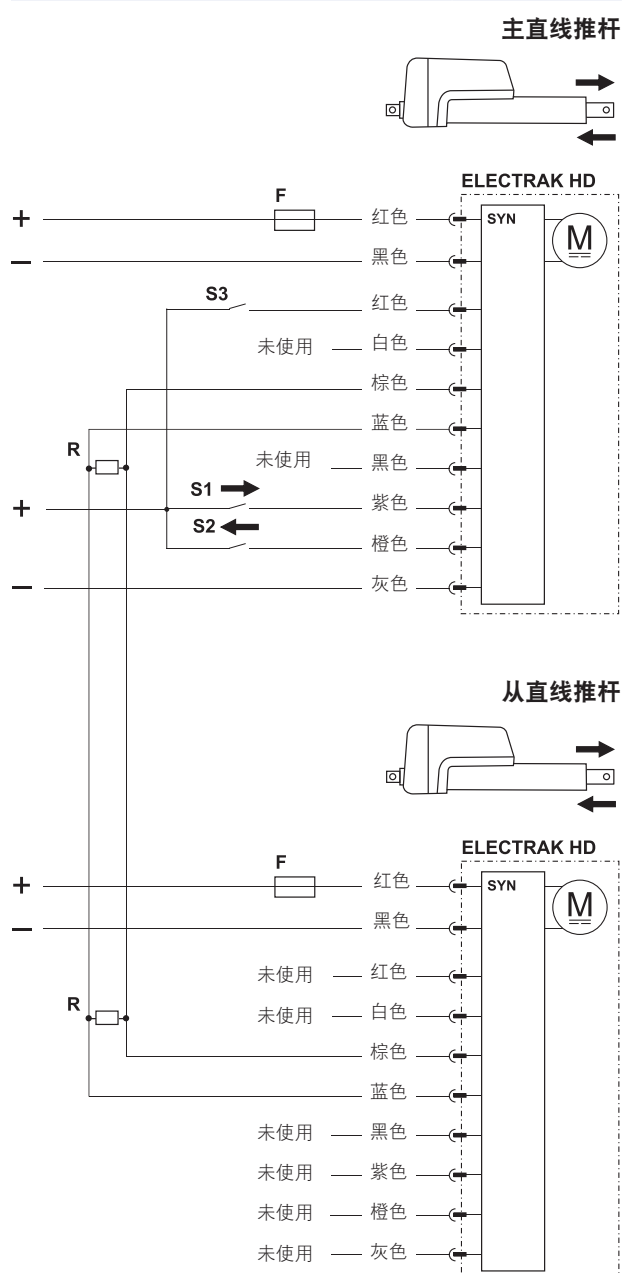 主直线推杆
ELECTRAK HD
F
+ 红色 SYN
M
− 黑色
S3
红色
未使用 白色
棕色
蓝色
R
未使用 黑色
S1
+ 紫色
S2
橙色
− 灰色
从直线推杆
ELECTRAK HD
F
+ 红色 SYN
M
− 黑色
未使用 红色
R
未使用 白色
棕色
蓝色
未使用 黑色
未使用 紫色
未使用 橙色
未使用 灰色